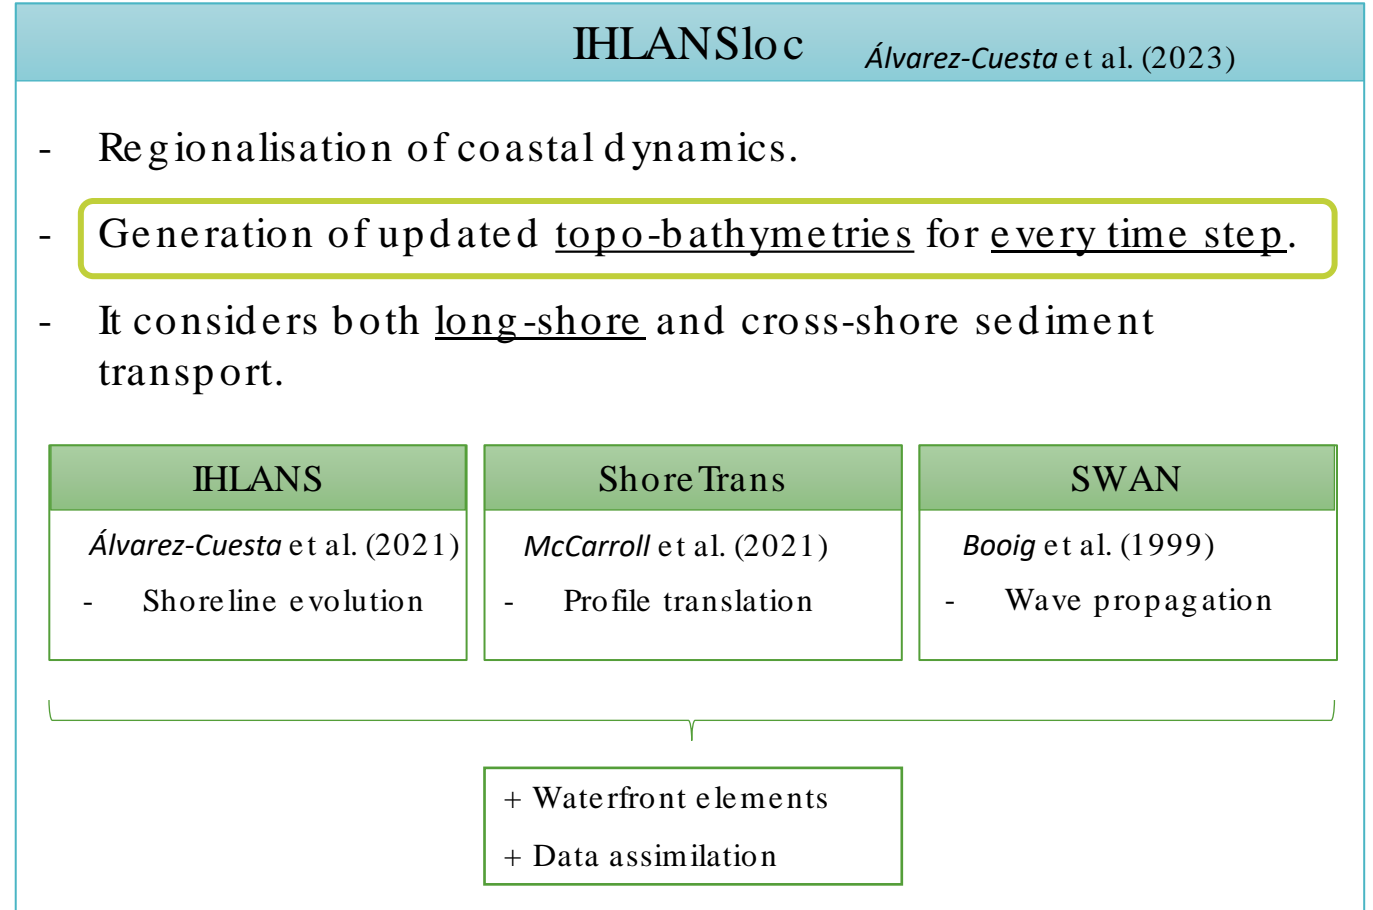 IHLANSloc Álvarez-Cuesta et al. (2023)
- Regionalisation of coastal dynamics.
- Generation of updated topo-bathymetries for every time step.
- It considers both long-shore and cross-shore sediment
transport.
IHLANS
Álvarez-Cuesta et al. (2021)
- Shoreline evolution
ShoreTrans
McCarroll et al. (2021)
- Profile translation
SWAN
Booig et al. (1999)
- Wave propagation
+ Waterfront elements
+ Data assimilation